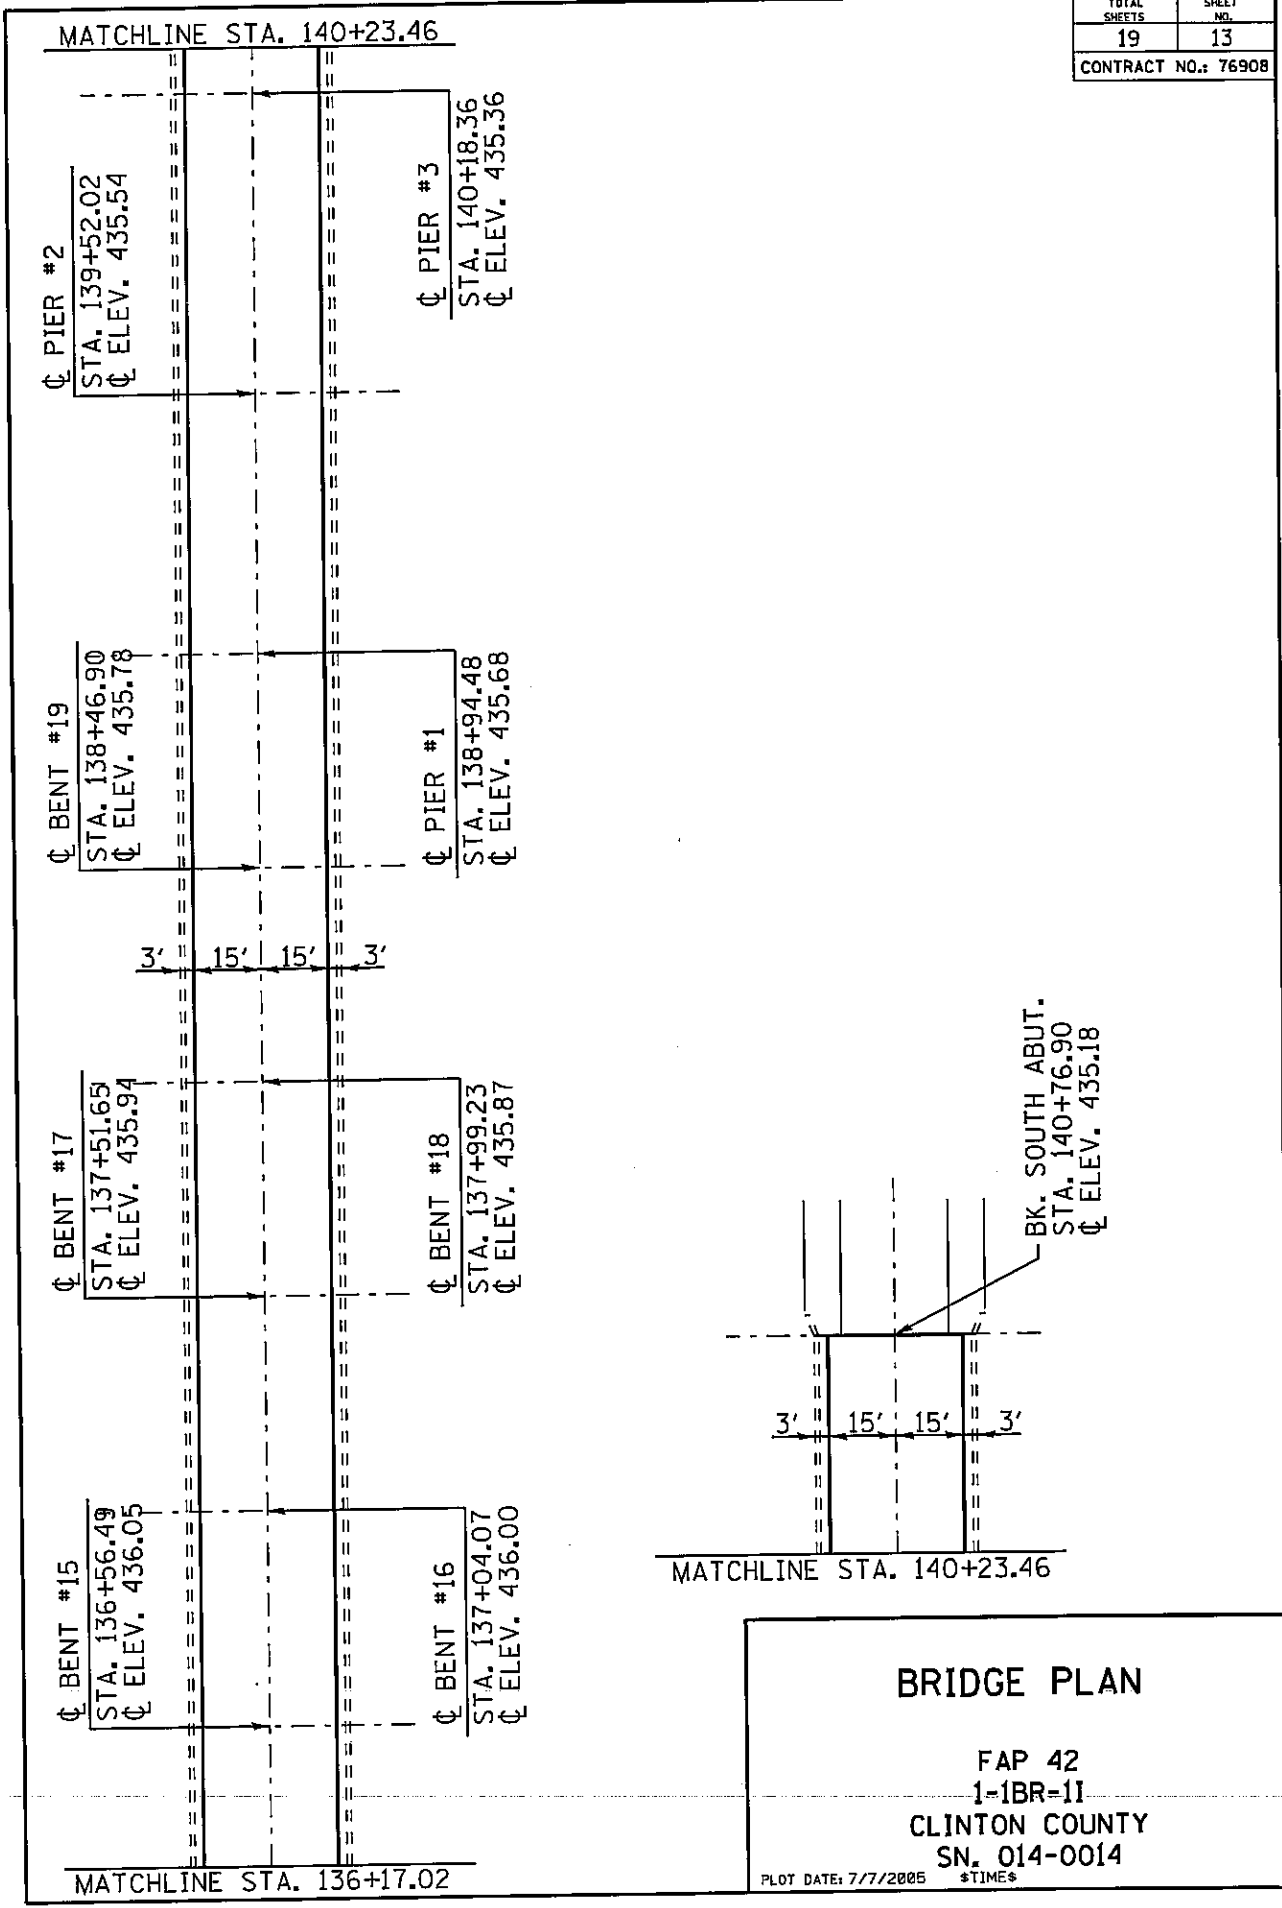 TOTAL SHEETS
SHEET NO.
19
13
CONTRACT NO.: 76908
MATCHLINE STA. 140+23.46
℄ PIER #2
STA. 139+52.02
℄ ELEV. 435.54
℄ PIER #3
STA. 140+18.36
℄ ELEV. 435.36
℄ BENT #19
STA. 138+46.90
℄ ELEV. 435.78
℄ PIER #1
STA. 138+94.48
℄ ELEV. 435.68
3' 15' 15' 3'
℄ BENT #17
STA. 137+51.65
℄ ELEV. 435.94
℄ BENT #18
STA. 137+99.23
℄ ELEV. 435.87
℄ BENT #15
STA. 136+56.49
℄ ELEV. 436.05
℄ BENT #16
STA. 137+04.07
℄ ELEV. 436.00
MATCHLINE STA. 136+17.02
BK. SOUTH ABUT.
STA. 140+76.90
℄ ELEV. 435.18
3' 15' 15' 3'
MATCHLINE STA. 140+23.46
BRIDGE PLAN
FAP 42
1-1BR-1I
CLINTON COUNTY
SN. 014-0014
PLOT DATE: 7/7/2005 $TIME$